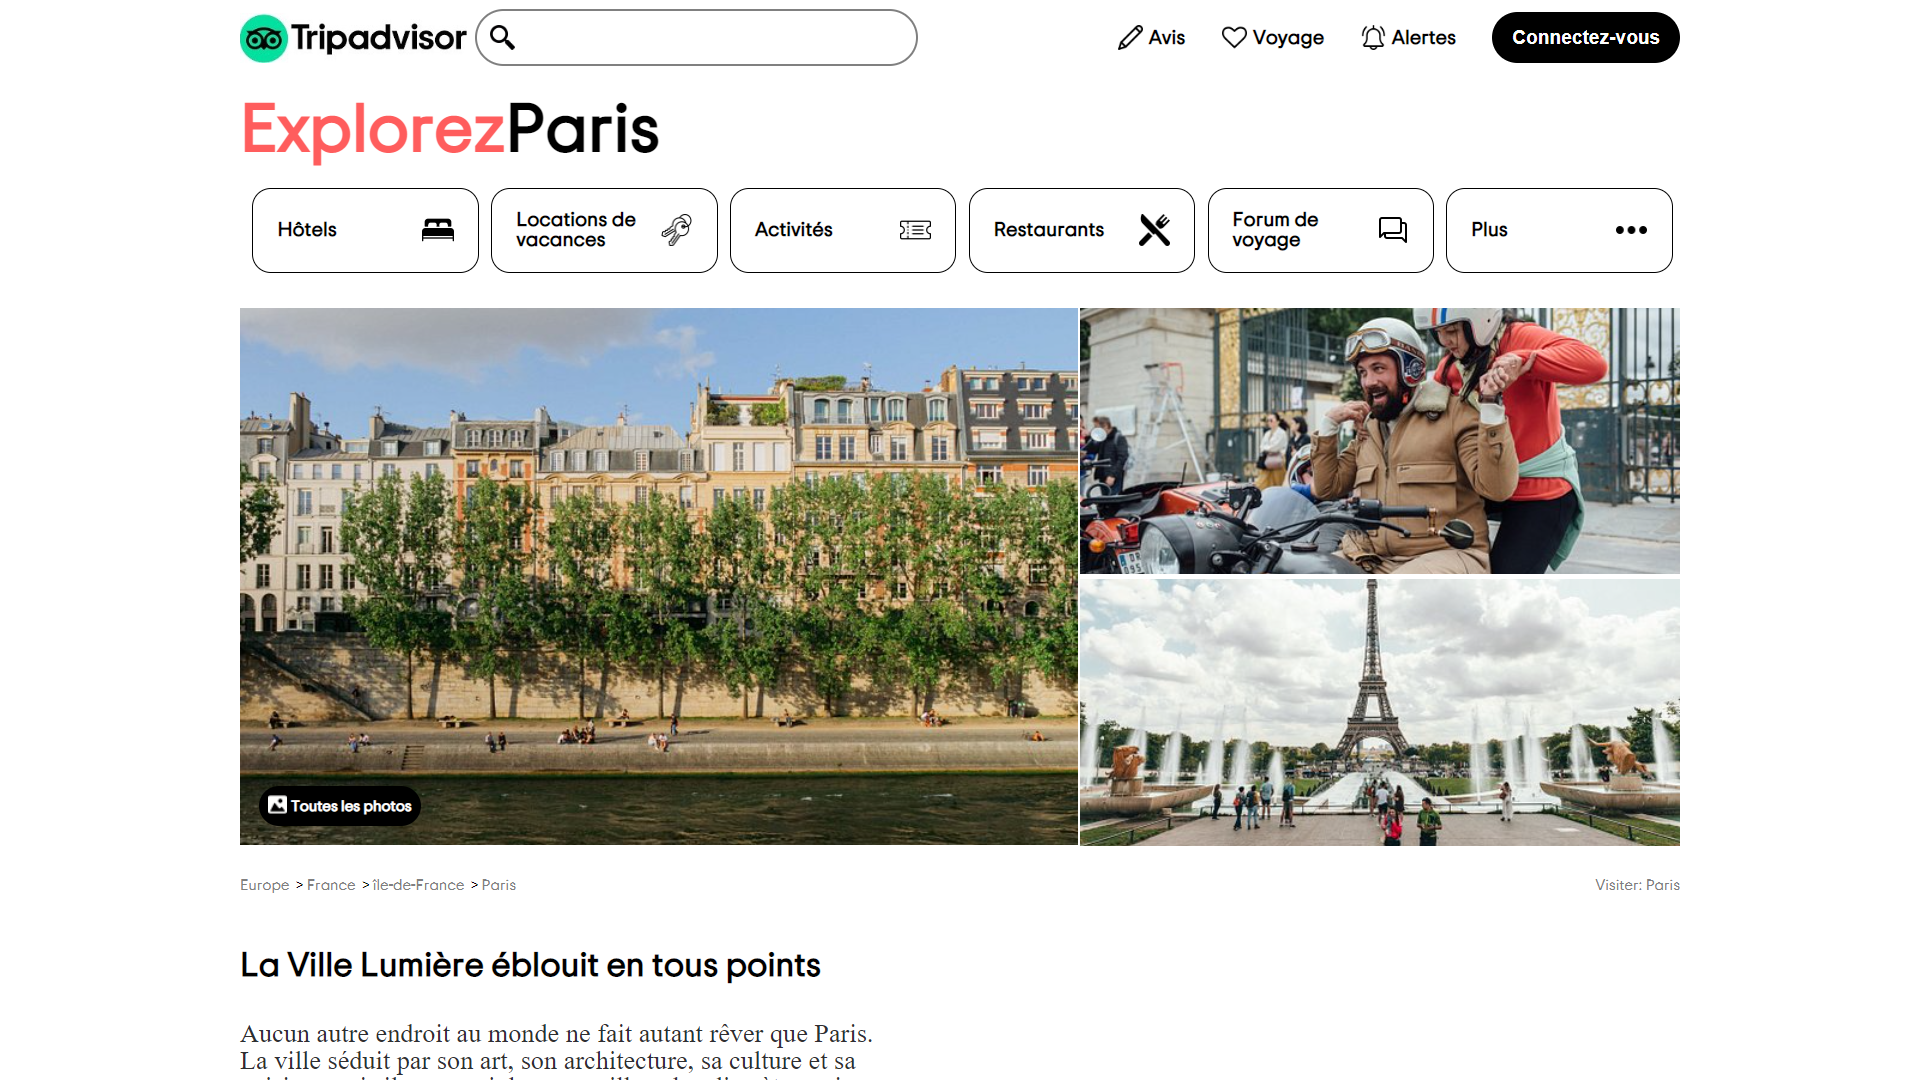 Tripadvisor
Avis
Voyage
Alertes
Connectez-vous
ExplorezParis
Hôtels
Locations de
vacances
Activités
Restaurants
Forum de
voyage
Plus
Toutes les photos
Europe > France > île-de-France > Paris
Visiter: Paris
La Ville Lumière éblouit en tous points
Aucun autre endroit au monde ne fait autant rêver que Paris.
La ville séduit par son art, son architecture, sa culture et sa